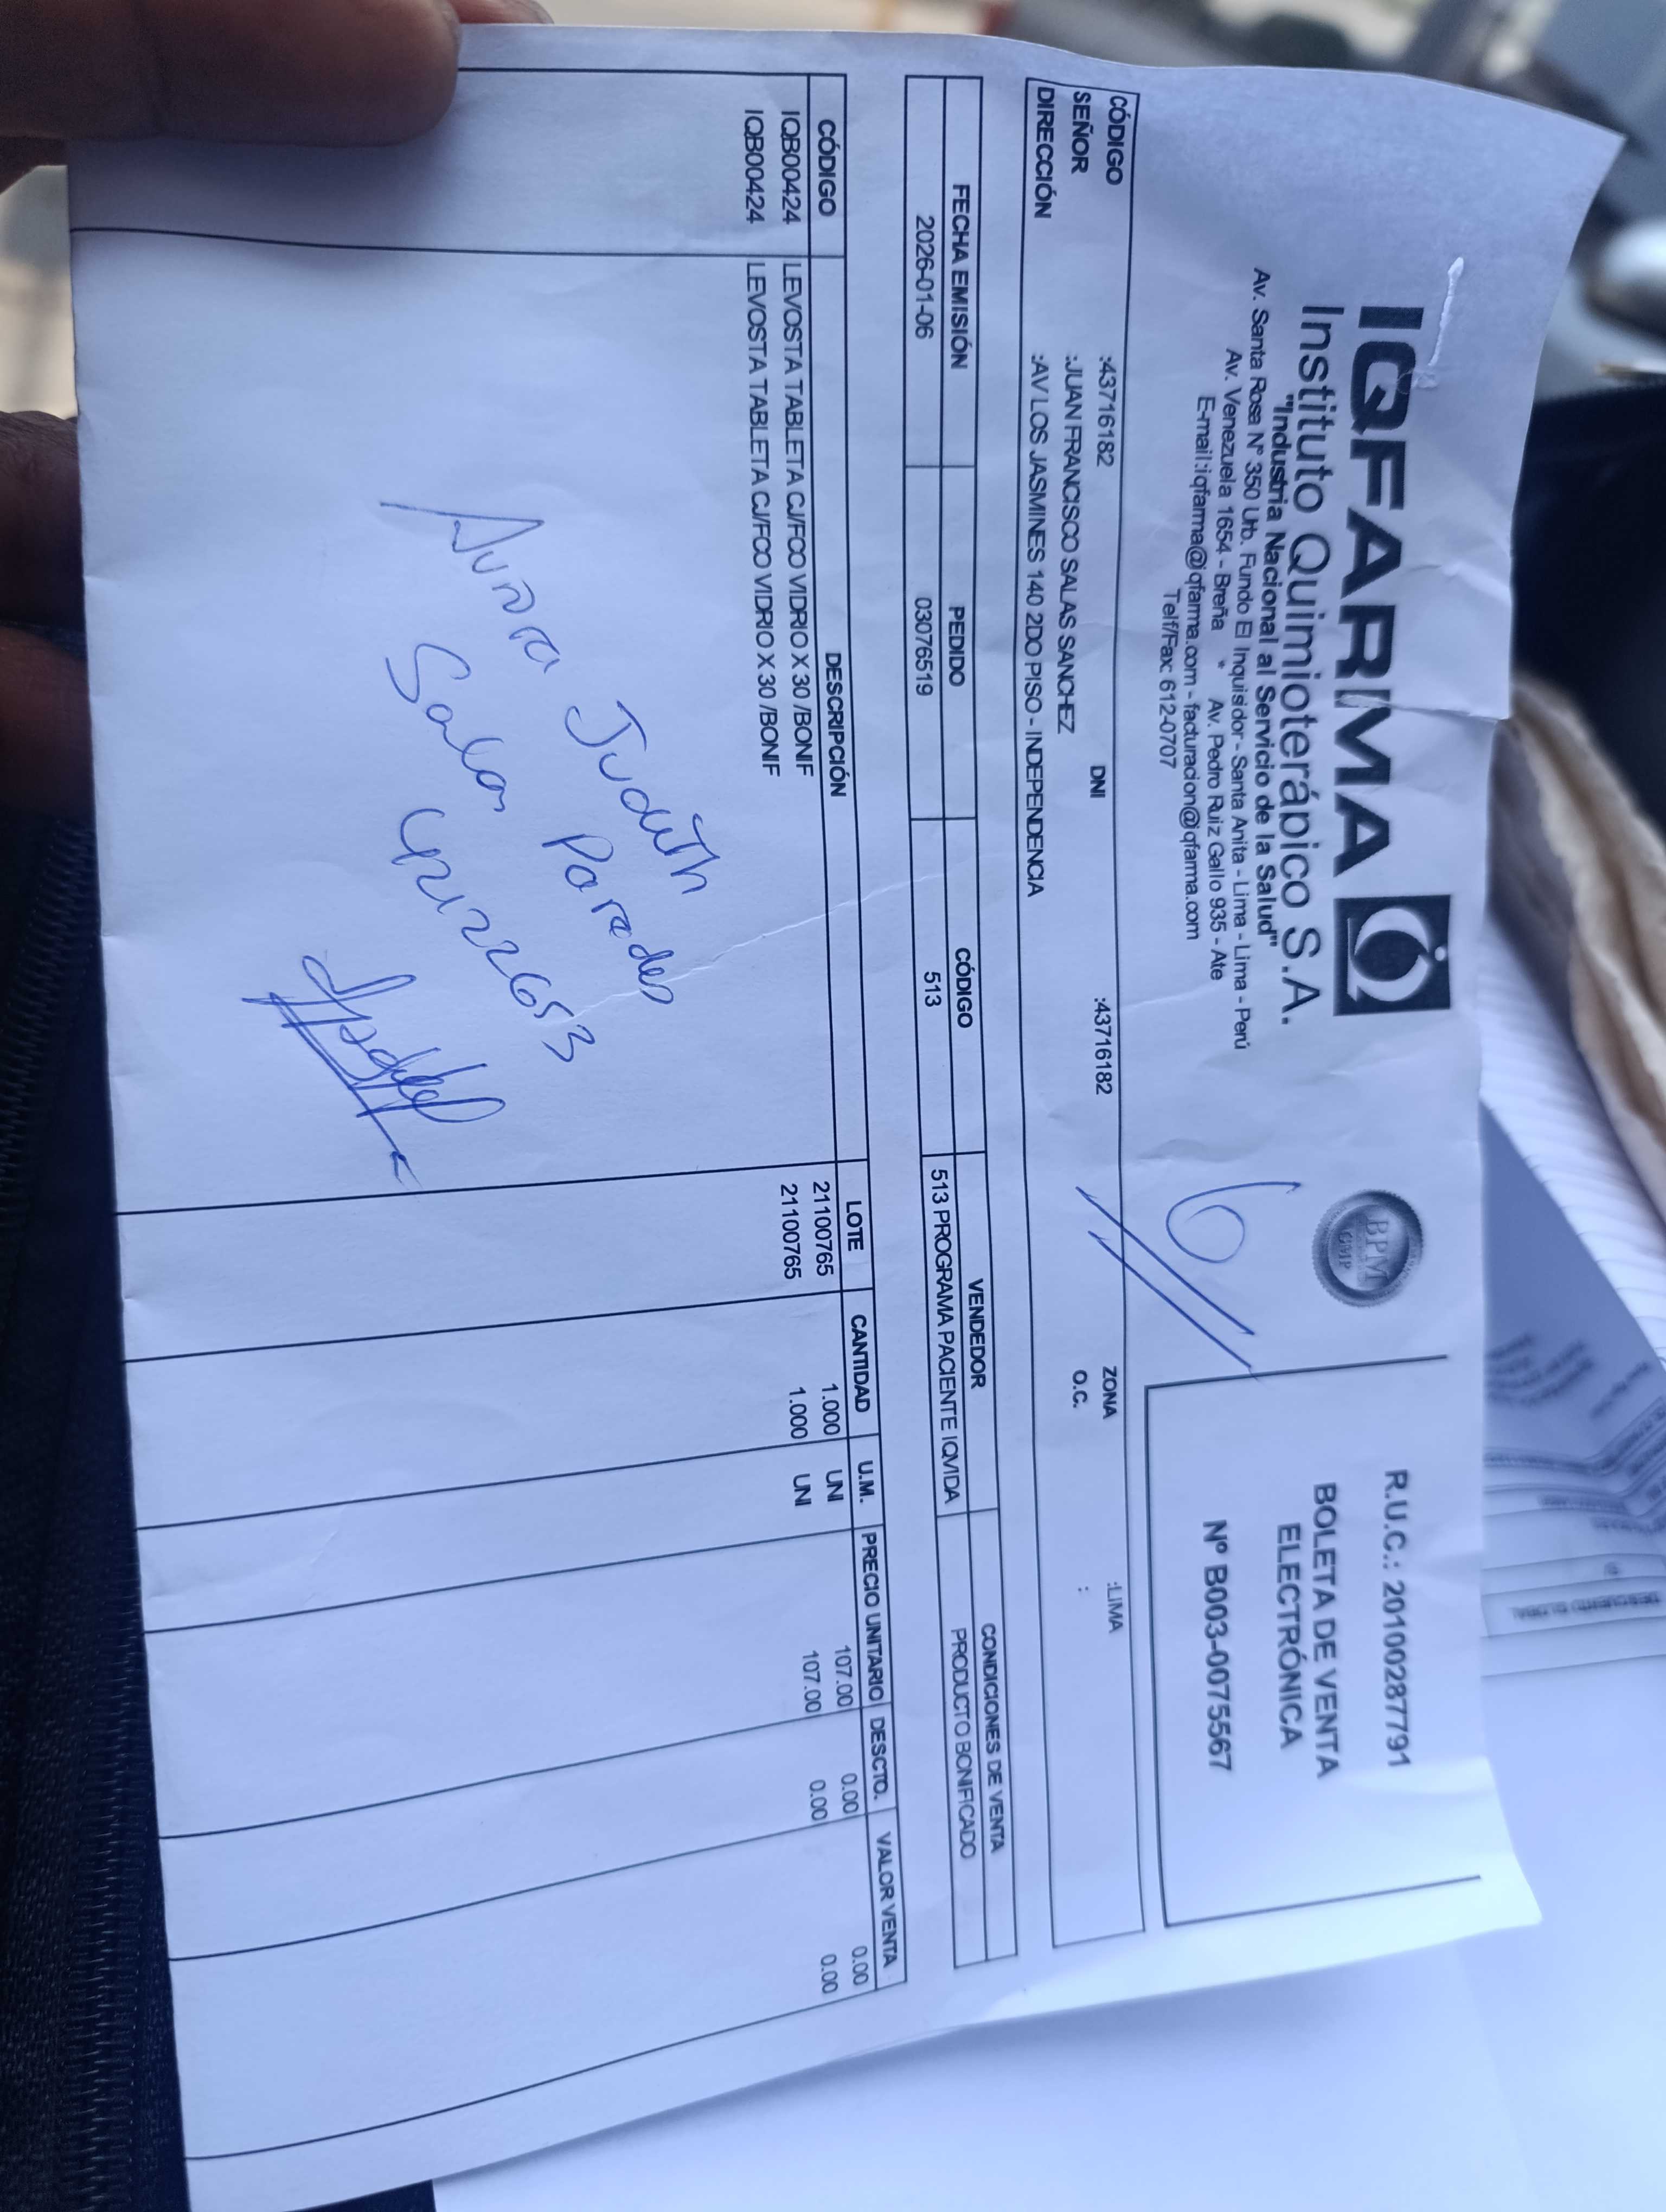 IQFARMA
Instituto Quimioterápico S.A.
"Industria Nacional al Servicio de la Salud"
Av. Santa Rosa Nº 350 Urb. Fundo El Inquisidor - Santa Anita - Lima - Lima - Perú
Av. Venezuela 1654 - Breña * Av. Pedro Ruiz Gallo 935 - Ate
E-mail:iqfarma@iqfarma.com - facturacion@iqfarma.com
Telf/Fax: 612-0707
BPM
GMP
6
R.U.C.: 20100287791
BOLETA DE VENTA
ELECTRÓNICA
Nº B003-0075567
CÓDIGO :43716182 DNI :43716182 ZONA :LIMA
SEÑOR :JUAN FRANCISCO SALAS SANCHEZ O.C. :
DIRECCIÓN :AV LOS JASMINES 140 2DO PISO - INDEPENDENCIA
FECHA EMISIÓN PEDIDO CÓDIGO VENDEDOR CONDICIONES DE VENTA
2026-01-06 03076519 513 513 PROGRAMA PACIENTE IQVIDA PRODUCTO BONIFICADO
CÓDIGO DESCRIPCIÓN LOTE CANTIDAD U.M. PRECIO UNITARIO DESCTO. VALOR VENTA
IQB00424 LEVOSTA TABLETA CJ/FCO VIDRIO X 30 /BONIF 21100765 1.000 UNI 107.00 0.00 0.00
IQB00424 LEVOSTA TABLETA CJ/FCO VIDRIO X 30 /BONIF 21100765 1.000 UNI 107.00 0.00 0.00
Judith
Paredes